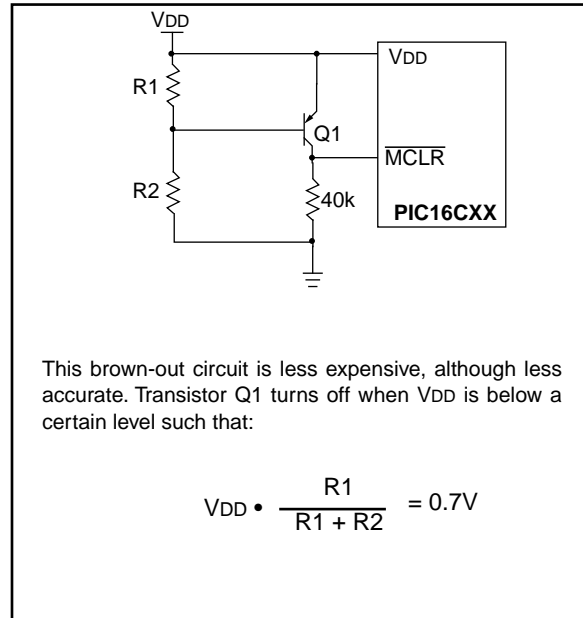 VDD
VDD
R1
Q1
MCLR
R2
40k
PIC16CXX
This brown-out circuit is less expensive, although less
accurate. Transistor Q1 turns off when VDD is below a
certain level such that:
R1
VDD • = 0.7V
R1 + R2